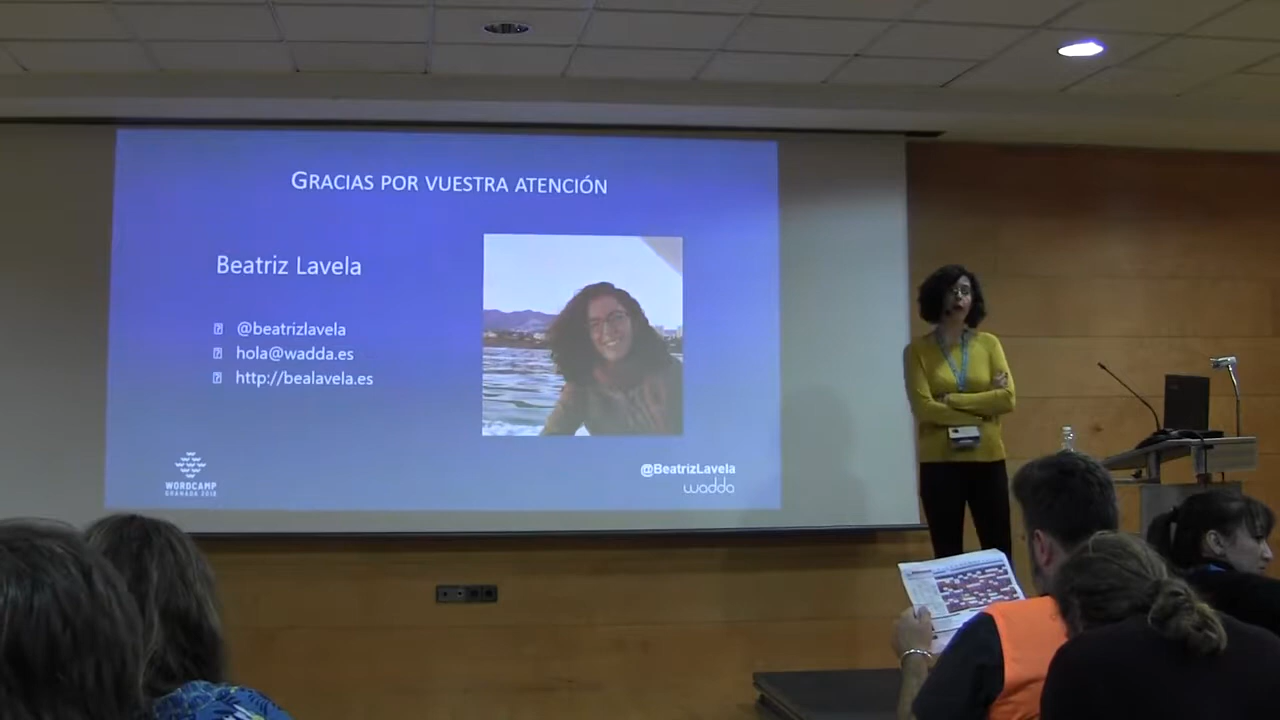 GRACIAS POR VUESTRA ATENCIÓN
Beatriz Lavela
@beatrizlavela
hola@wadda.es
http://bealavela.es
WORDCAMP
GRANADA 2018
@BeatrizLavela
wadda